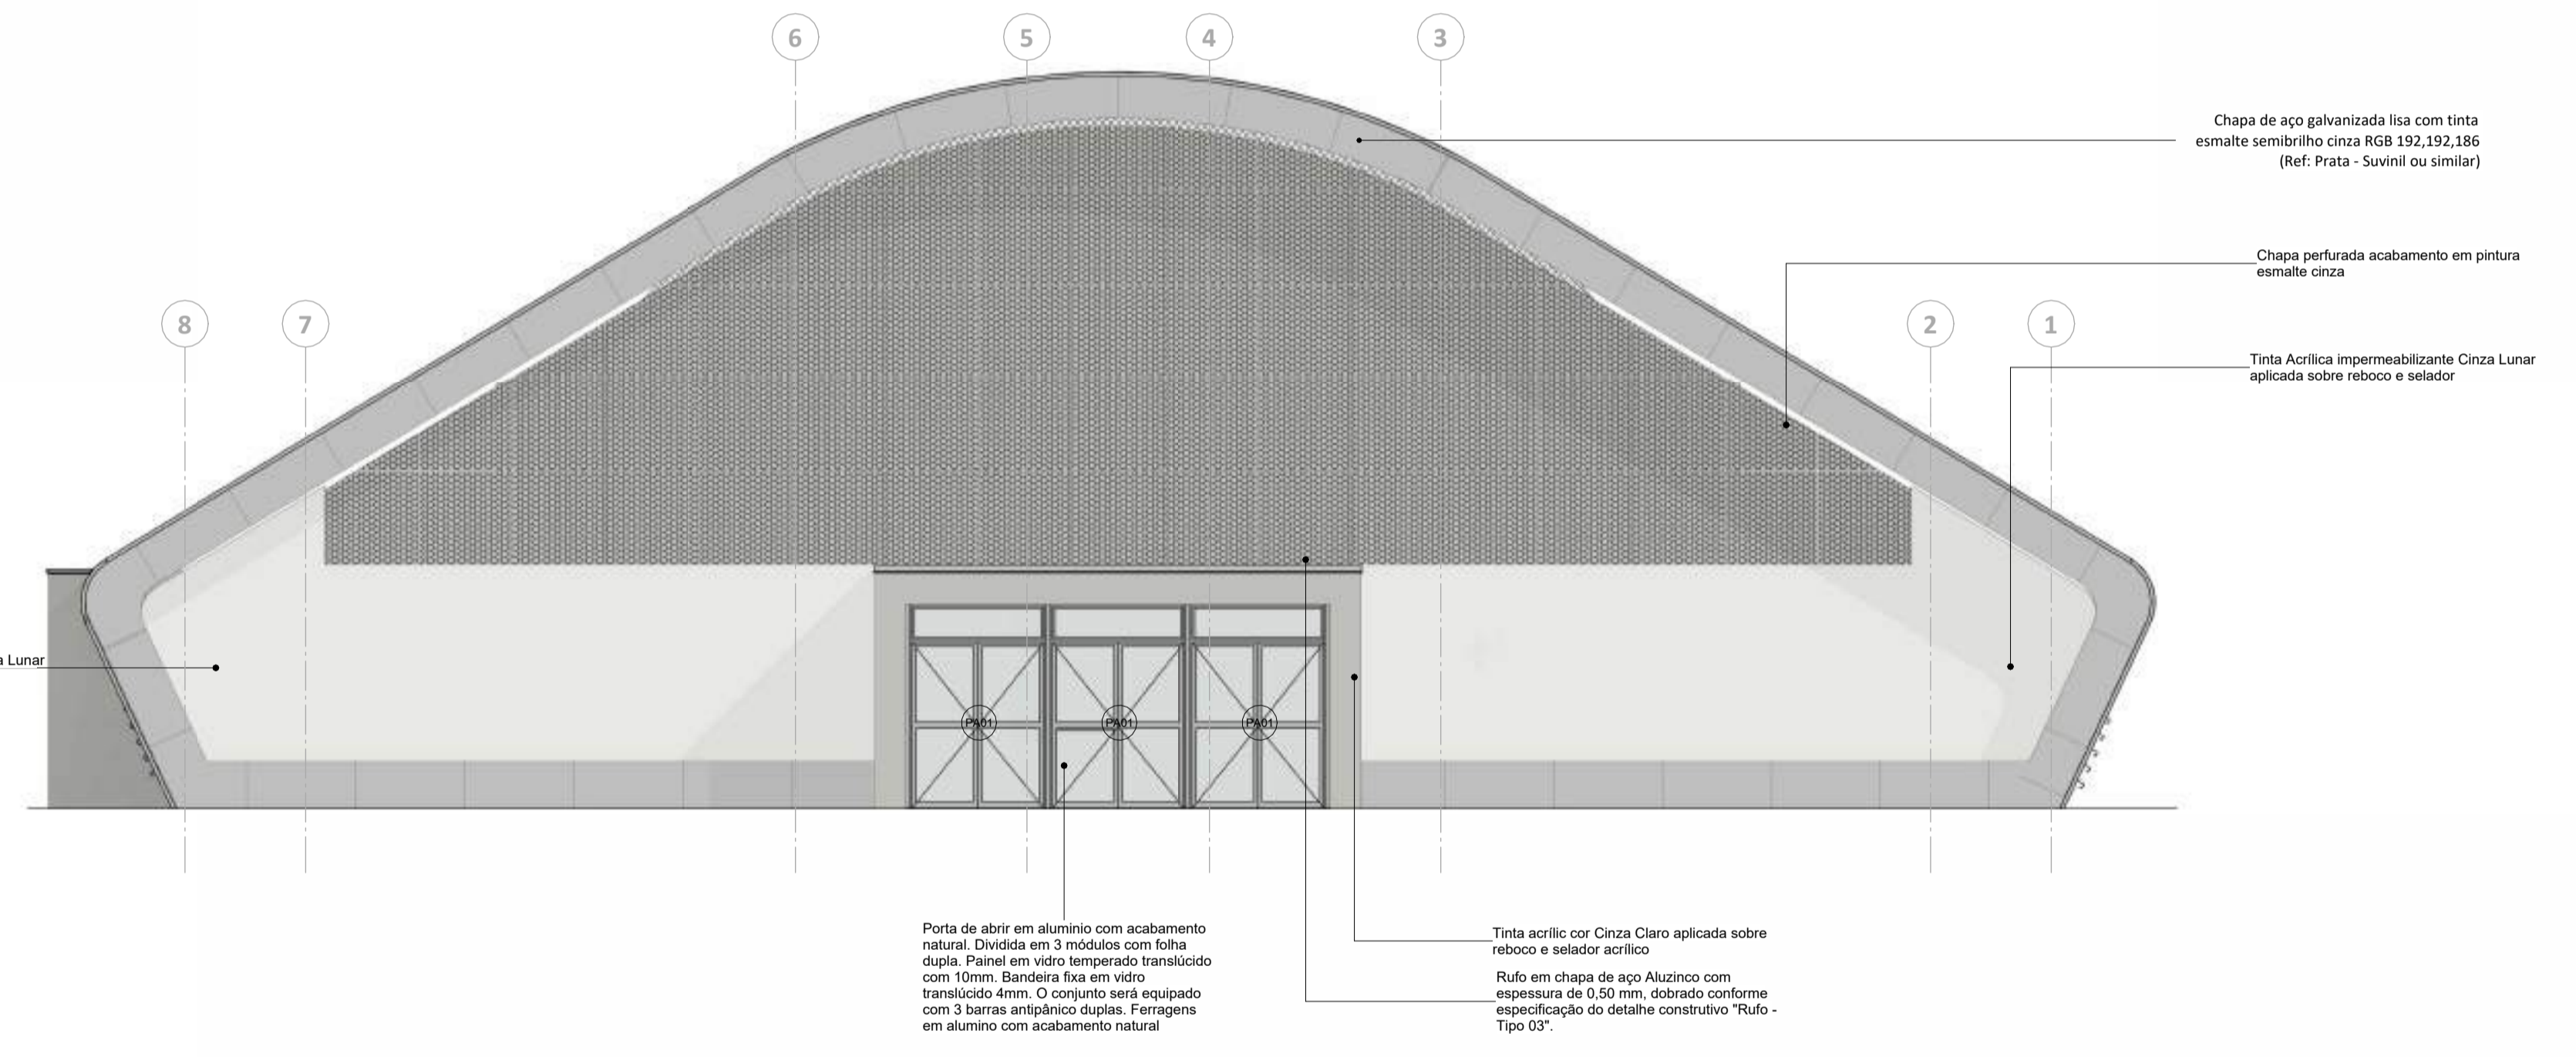 6
5
4
3
Chapa de aço galvanizada lisa com tinta
esmalte semibrilho cinza RGB 192,192,186
(Ref: Prata - Suvinil ou similar)
Chapa perfurada acabamento em pintura
esmalte cinza
8
7
2
1
Tinta Acrílica impermeabilizante Cinza Lunar
aplicada sobre reboco e selador
a Lunar
PA01
PA01
PA01
Porta de abrir em aluminio com acabamento
natural. Dividida em 3 módulos com folha
dupla. Painel em vidro temperado translúcido
com 10mm. Bandeira fixa em vidro
translúcido 4mm. O conjunto será equipado
com 3 barras antipânico duplas. Ferragens
em alumino com acabamento natural
Tinta acrílic cor Cinza Claro aplicada sobre
reboco e selador acrílico
Rufo em chapa de aço Aluzinco com
espessura de 0,50 mm, dobrado conforme
especificação do detalhe construtivo "Rufo -
Tipo 03".